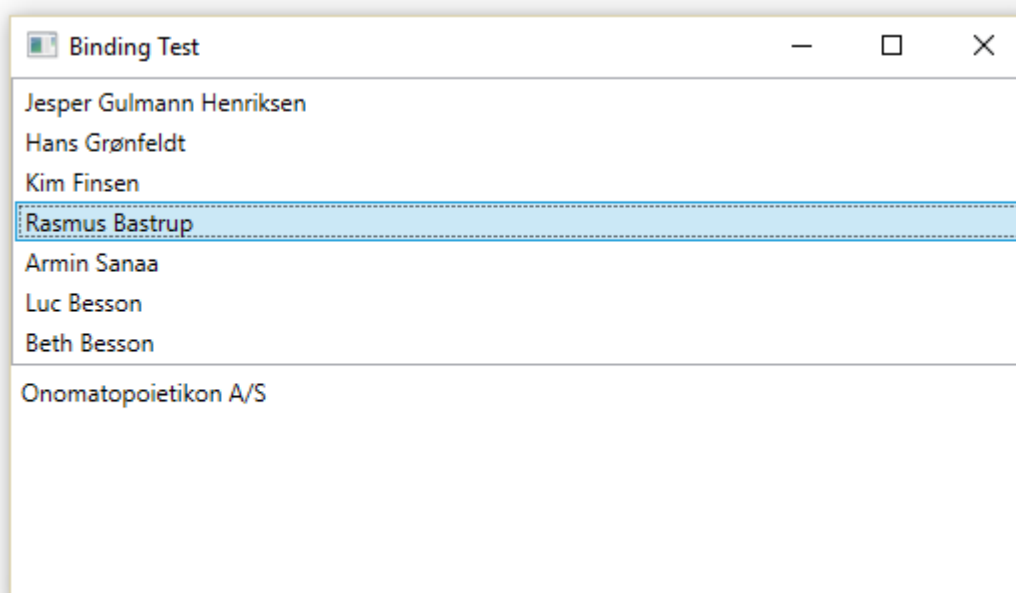 Binding Test
Jesper Gulmann Henriksen
Hans Grønfeldt
Kim Finsen
Rasmus Bastrup
Armin Sanaa
Luc Besson
Beth Besson
Onomatopoietikon A/S